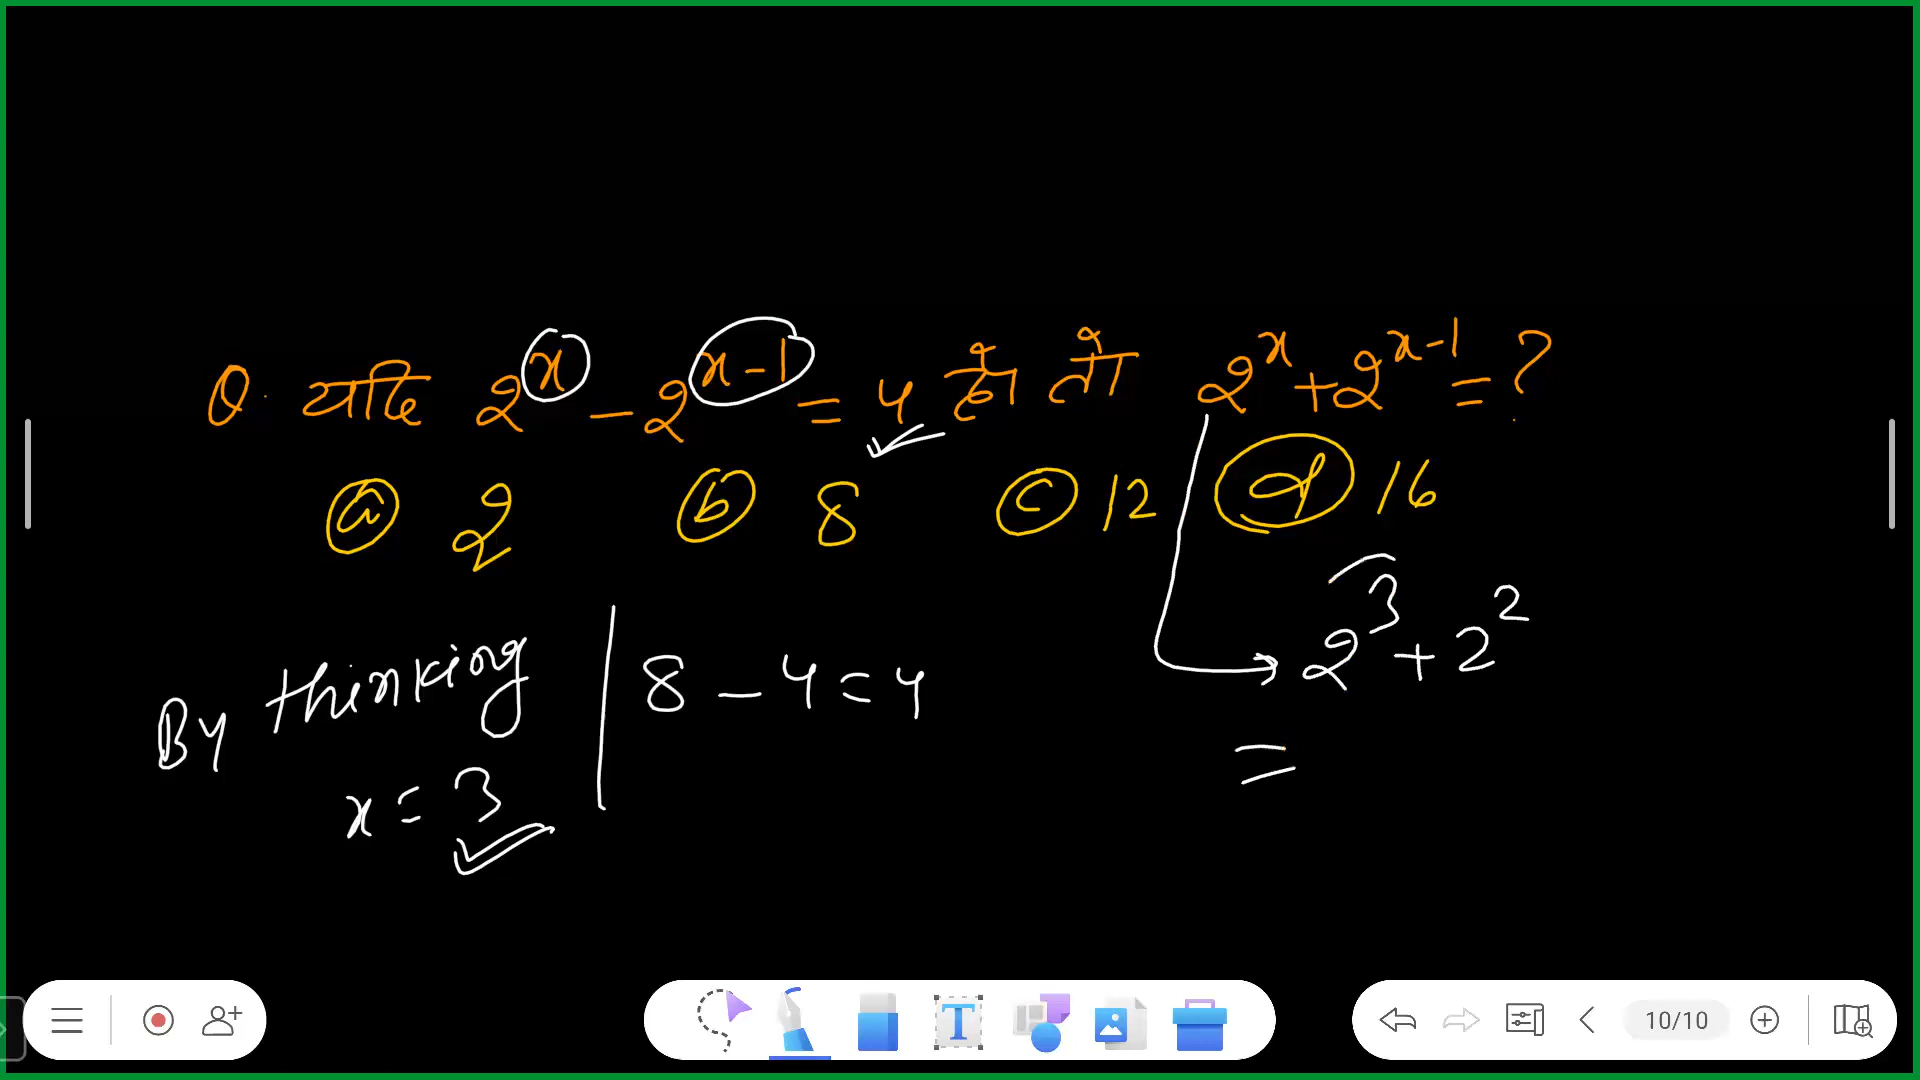 Q. यदि 2^x - 2^(x-1) = 4 हो तो 2^x + 2^(x-1) = ?
(a) 2 (b) 8 (c) 12 (d) 16
By thinking
x = 3
8 - 4 = 4
2^3 + 2^2
=
10/10